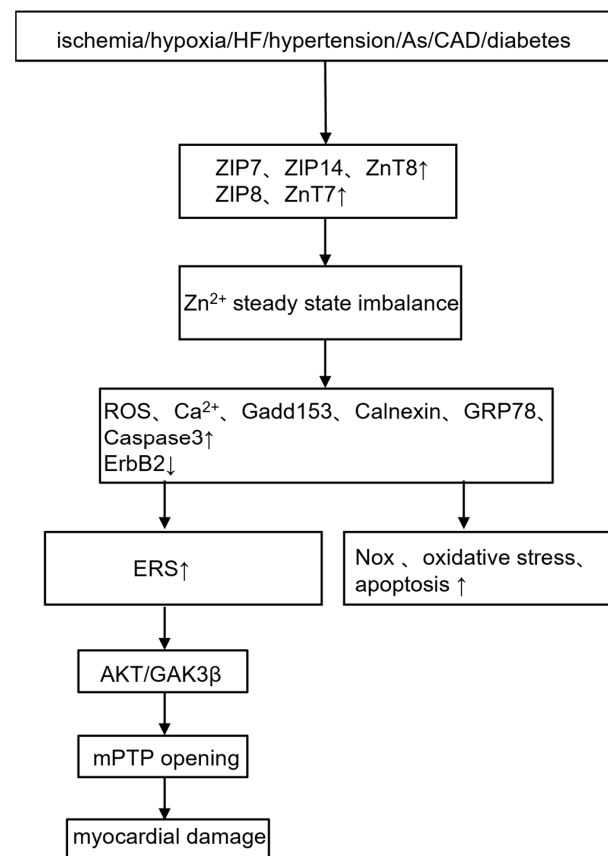 ischemia/hypoxia/HF/hypertension/As/CAD/diabetes
ZIP7、ZIP14、ZnT8↑
ZIP8、ZnT7↑
Zn²⁺ steady state imbalance
ROS、Ca²⁺、Gadd153、Calnexin、GRP78、
Caspase3↑
ErbB2↓
ERS↑
Nox 、oxidative stress、
apoptosis ↑
AKT/GAK3β
mPTP opening
myocardial damage